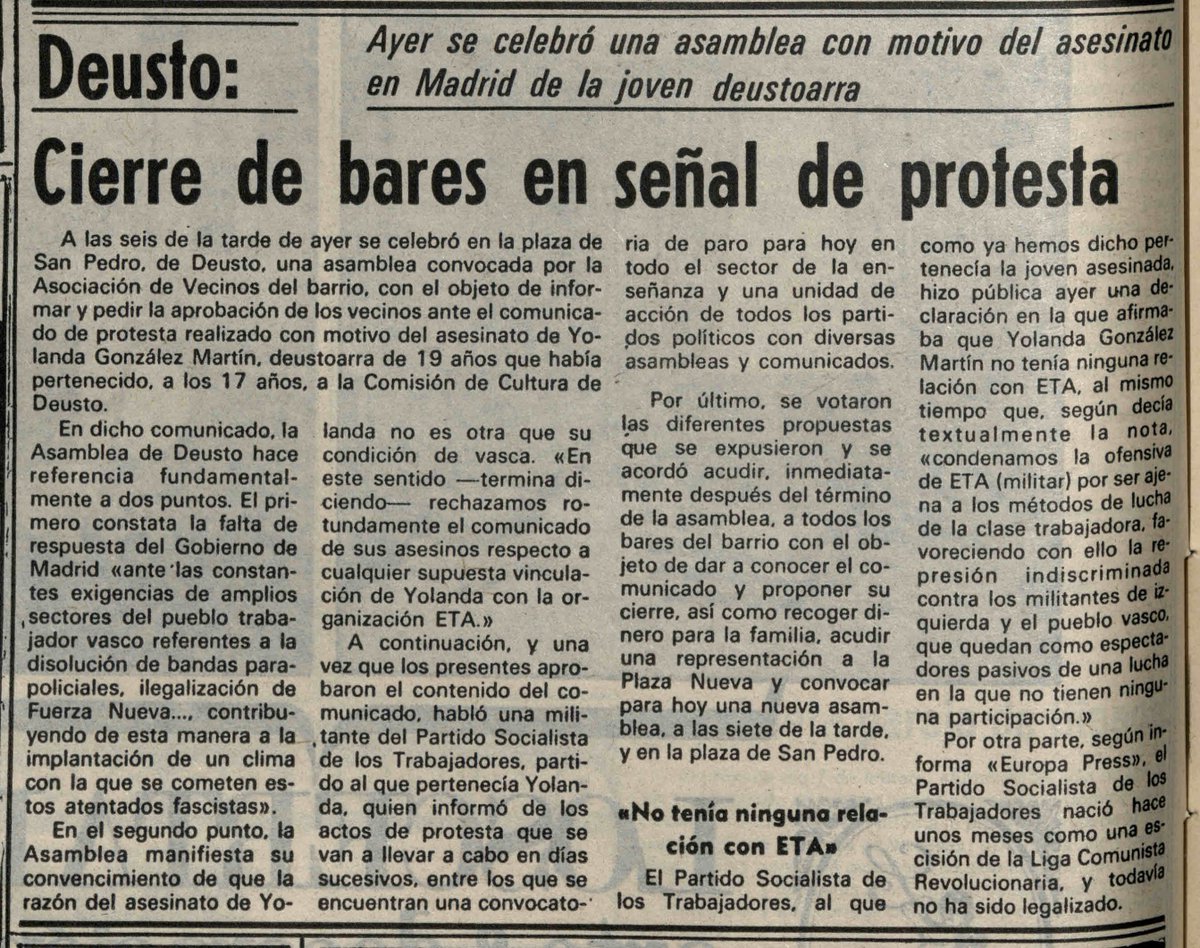 Deusto:
Ayer se celebró una asamblea con motivo del asesinato
en Madrid de la joven deustoarra
Cierre de bares en señal de protesta
A las seis de la tarde de ayer se celebró en la plaza de
San Pedro, de Deusto, una asamblea convocada por la
Asociación de Vecinos del barrio, con el objeto de infor-
mar y pedir la aprobación de los vecinos ante el comunica-
do de protesta realizado con motivo del asesinato de Yo-
landa González Martín, deustoarra de 19 años que había
pertenecido, a los 17 años, a la Comisión de Cultura de
Deusto.
En dicho comunicado, la
Asamblea de Deusto hace
referencia fundamental-
mente a dos puntos. El pri-
mero constata la falta de
respuesta del Gobierno de
Madrid «ante las constan-
tes exigencias de amplios
sectores del pueblo traba-
jador vasco referentes a la
disolución de bandas para-
policiales, ilegalización de
Fuerza Nueva..., contribu-
yendo de esta manera a la
implantación de un clima
con la que se cometen es-
tos atentados fascistas».
En el segundo punto, la
Asamblea manifiesta su
convencimiento de que la
razón del asesinato de Yo-
landa no es otra que su
condición de vasca. «En
este sentido —termina di-
ciendo— rechazamos ro-
tundamente el comunicado
de sus asesinos respecto a
cualquier supuesta vincula-
ción de Yolanda con la or-
ganización ETA.»
A continuación, y una
vez que los presentes apro-
baron el contenido del co-
municado, habló una mili-
tante del Partido Socialista
de los Trabajadores, parti-
do al que pertenecía Yolan-
da, quien informó de los
actos de protesta que se
van a llevar a cabo en días
sucesivos, entre los que se
encuentran una convocato-
ria de paro para hoy en
todo el sector de la en-
señanza y una unidad de
acción de todos los parti-
dos políticos con diversas
asambleas y comunicados.
Por último, se votaron
las diferentes propuestas
que se expusieron y se
acordó acudir, inmediata-
mente después del término
de la asamblea, a todos los
bares del barrio con el ob-
jeto de dar a conocer el co-
municado y proponer su
cierre, así como recoger di-
nero para la familia, acudir
una representación a la
Plaza Nueva y convocar
para hoy una nueva asam-
blea, a las siete de la tarde,
y en la plaza de San Pedro.
«No tenía ninguna rela-
ción con ETA»
El Partido Socialista de
los Trabajadores, al que
como ya hemos dicho per-
tenecía la joven asesinada,
hizo pública ayer una de-
claración en la que afirma-
ba que Yolanda González
Martín no tenía ninguna re-
lación con ETA, al mismo
tiempo que, según decía
textualmente la nota,
«condenamos la ofensiva
de ETA (militar) por ser aje-
na a los métodos de lucha
de la clase trabajadora, fa-
voreciendo con ello la re-
presión indiscriminada
contra los militantes de iz-
quierda y el pueblo vasco,
que quedan como especta-
dores pasivos de una lucha
en la que no tienen ningu-
na participación.»
Por otra parte, según in-
forma «Europa Press», el
Partido Socialista de los
Trabajadores nació hace
unos meses como una es-
cisión de la Liga Comunista
Revolucionaria, y todavía
no ha sido legalizado.